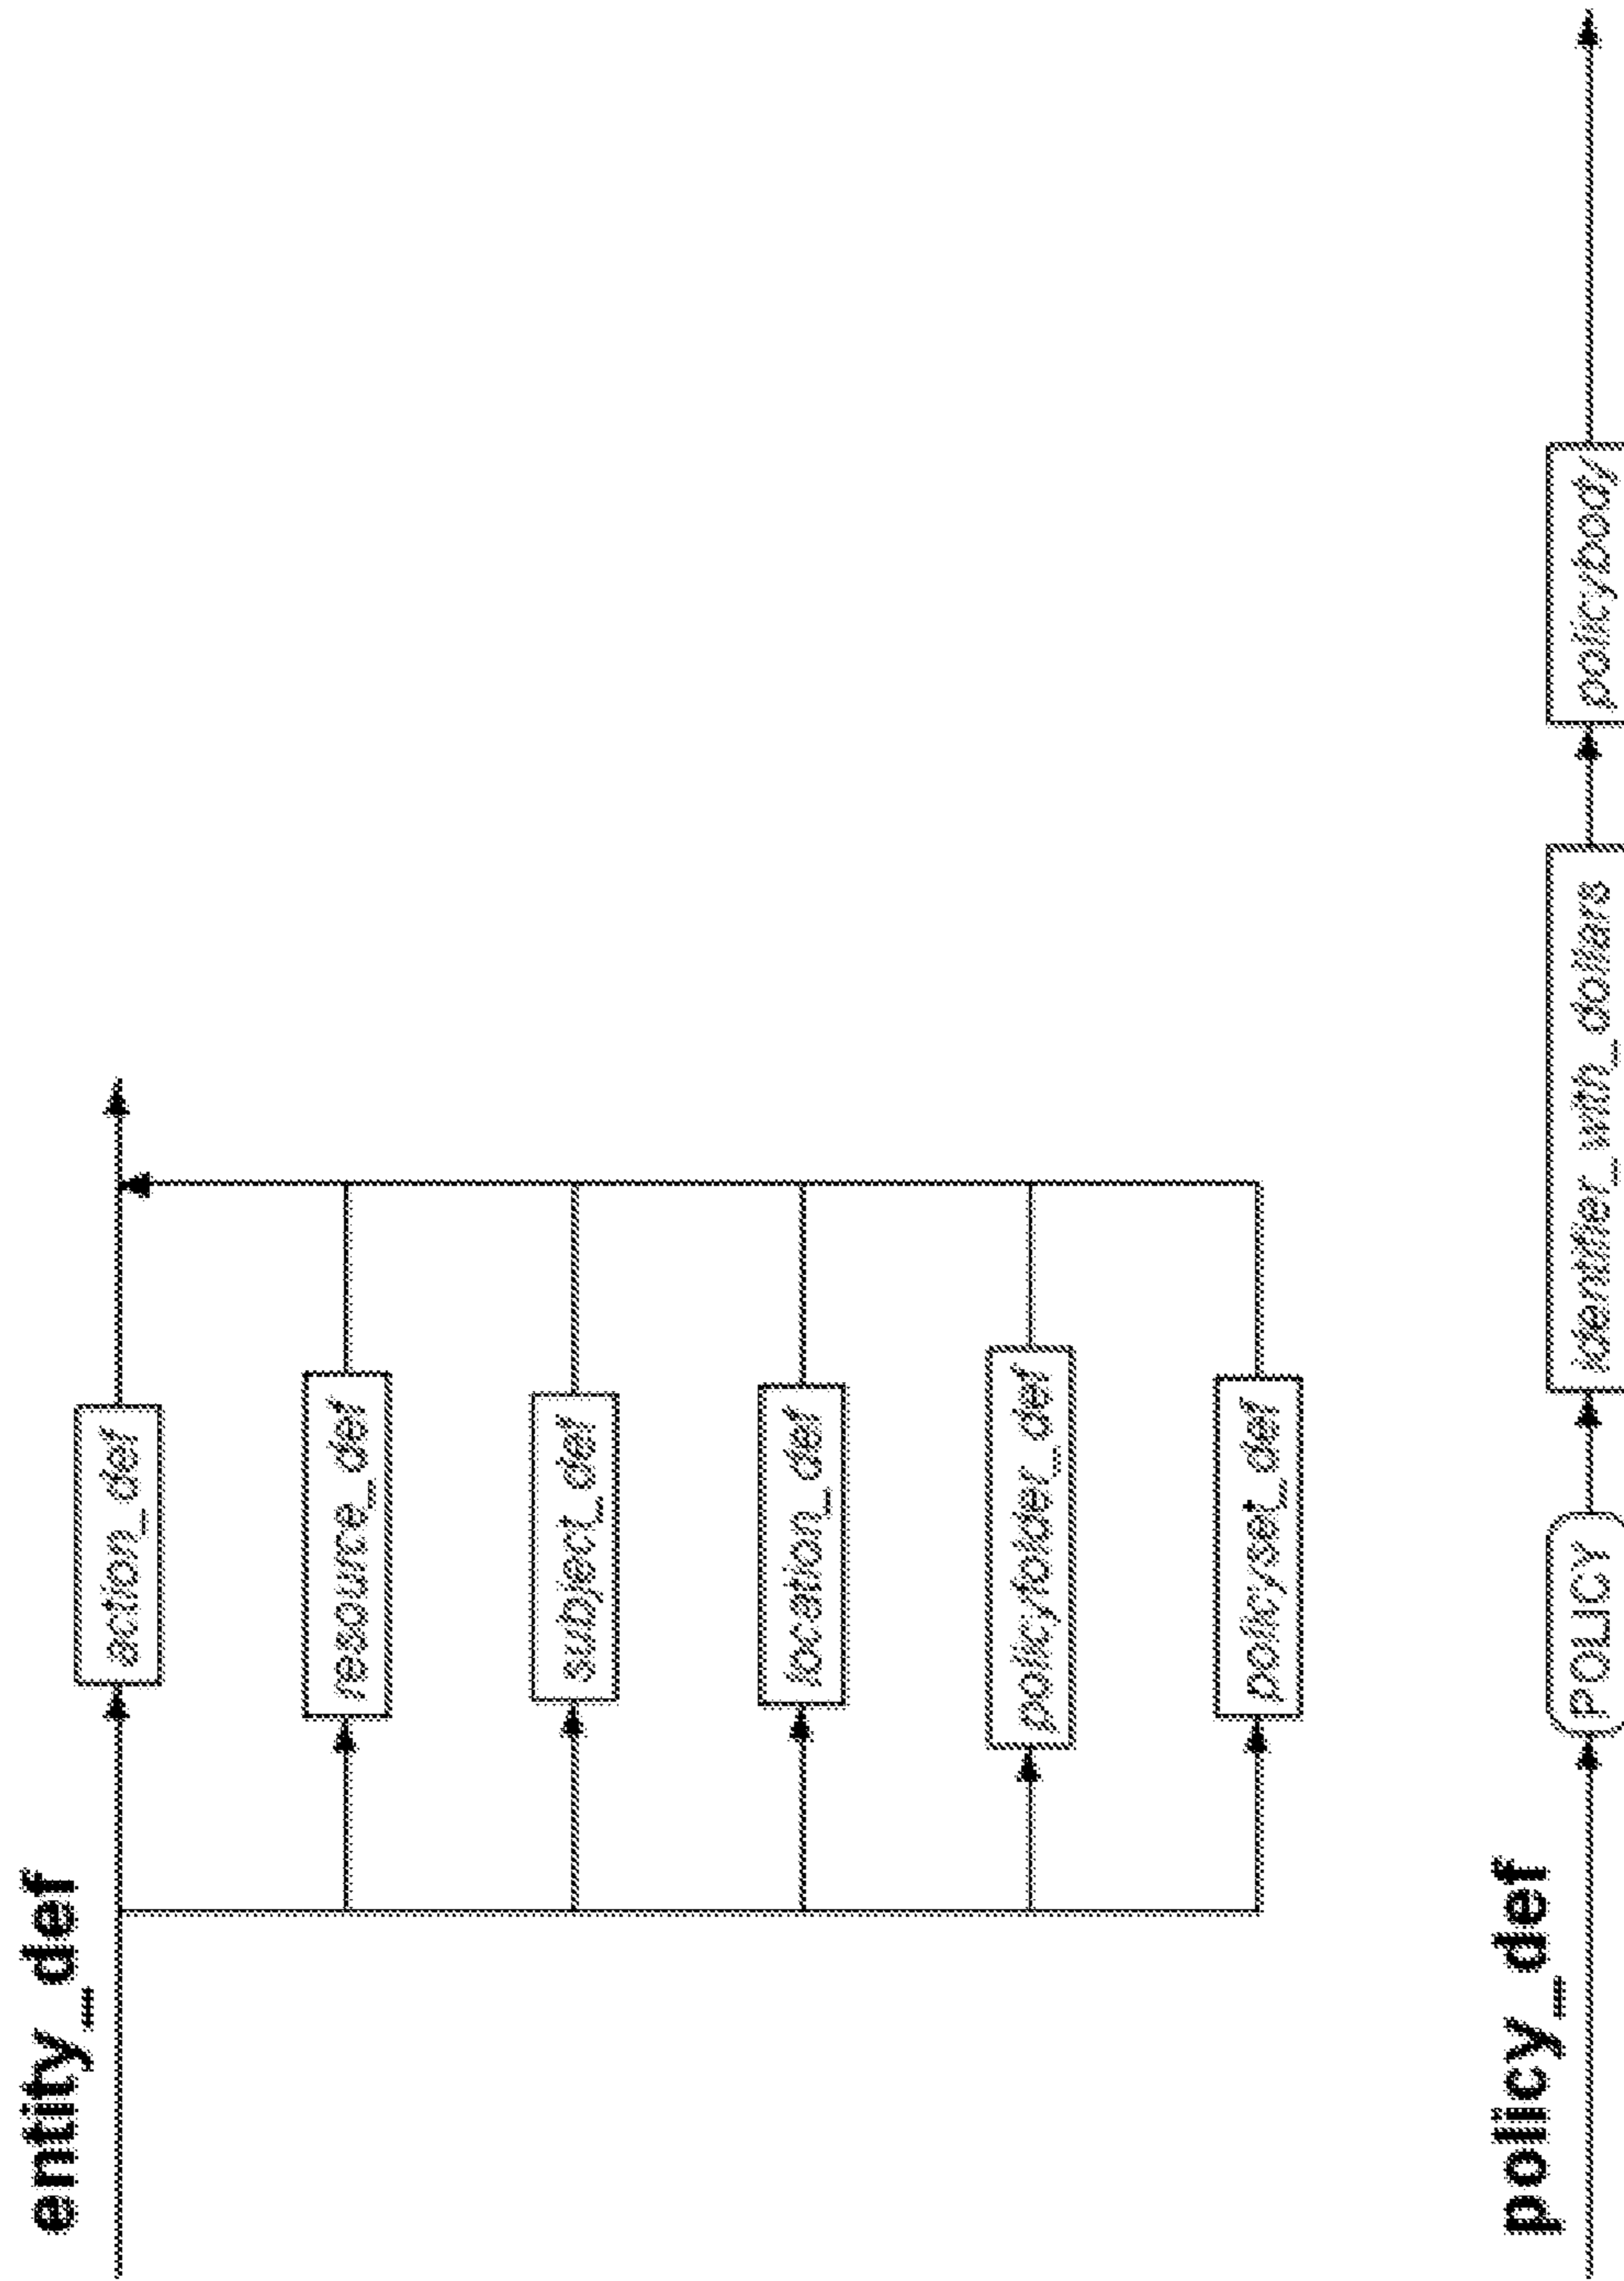 entity_def
action_def
resource_def
subject_def
location_def
policyfolder_def
policyset_def
policy_def
POLICY identifier_with_dollars policybody